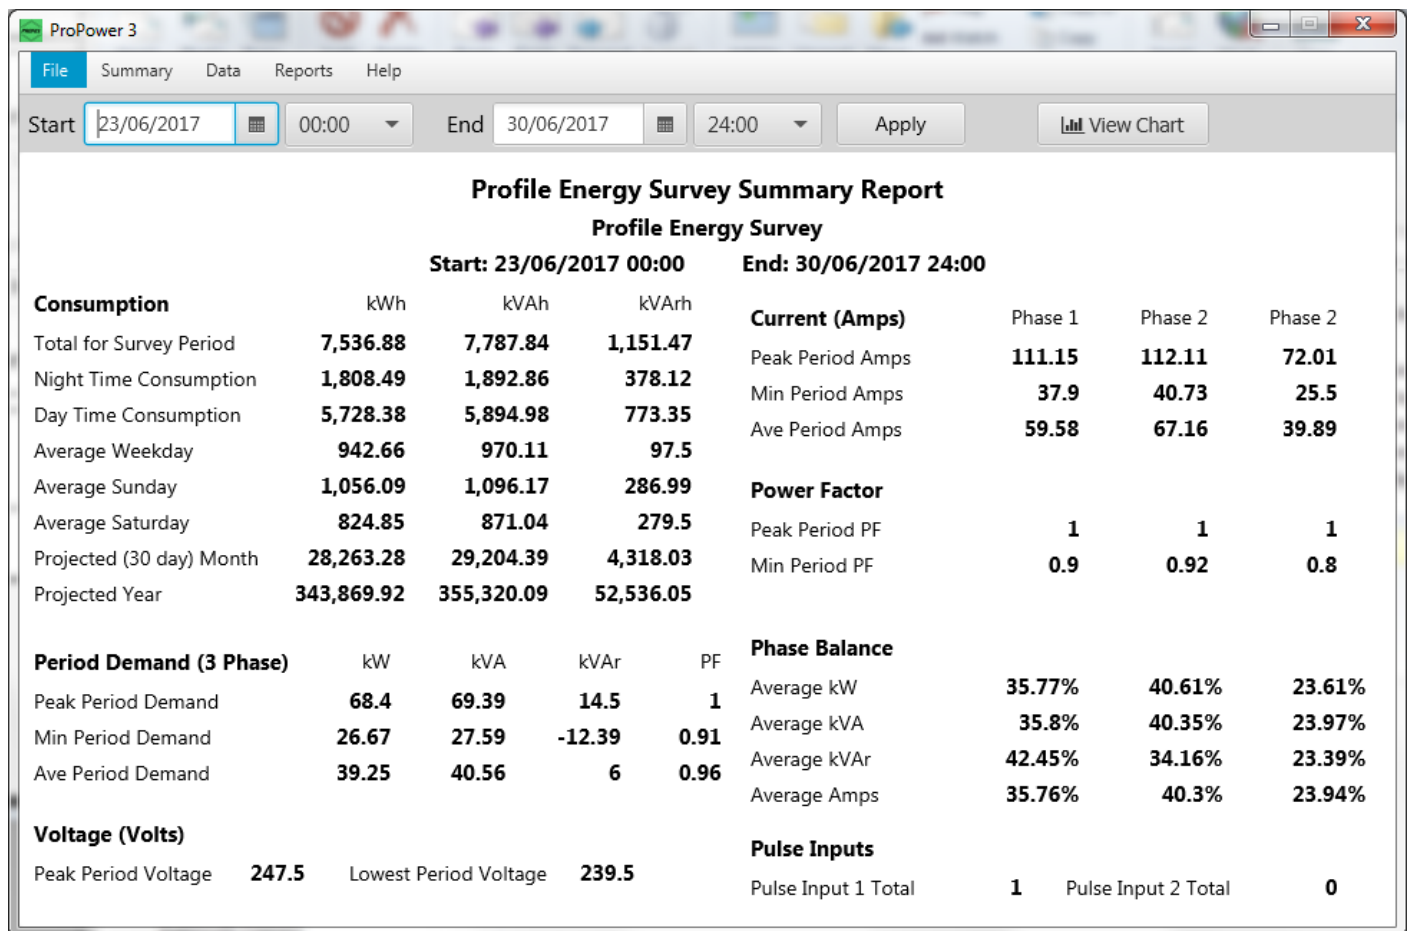 ProPower 3
File Summary Data Reports Help
Start 23/06/2017 00:00 End 30/06/2017 24:00 Apply View Chart
Profile Energy Survey Summary Report
Profile Energy Survey
Start: 23/06/2017 00:00 End: 30/06/2017 24:00
Consumption kWh kVAh kVArh
Total for Survey Period 7,536.88 7,787.84 1,151.47
Night Time Consumption 1,808.49 1,892.86 378.12
Day Time Consumption 5,728.38 5,894.98 773.35
Average Weekday 942.66 970.11 97.5
Average Sunday 1,056.09 1,096.17 286.99
Average Saturday 824.85 871.04 279.5
Projected (30 day) Month 28,263.28 29,204.39 4,318.03
Projected Year 343,869.92 355,320.09 52,536.05
Period Demand (3 Phase) kW kVA kVAr PF
Peak Period Demand 68.4 69.39 14.5 1
Min Period Demand 26.67 27.59 -12.39 0.91
Ave Period Demand 39.25 40.56 6 0.96
Voltage (Volts)
Peak Period Voltage 247.5 Lowest Period Voltage 239.5
Current (Amps) Phase 1 Phase 2 Phase 2
Peak Period Amps 111.15 112.11 72.01
Min Period Amps 37.9 40.73 25.5
Ave Period Amps 59.58 67.16 39.89
Power Factor
Peak Period PF 1 1 1
Min Period PF 0.9 0.92 0.8
Phase Balance
Average kW 35.77% 40.61% 23.61%
Average kVA 35.8% 40.35% 23.97%
Average kVAr 42.45% 34.16% 23.39%
Average Amps 35.76% 40.3% 23.94%
Pulse Inputs
Pulse Input 1 Total 1 Pulse Input 2 Total 0